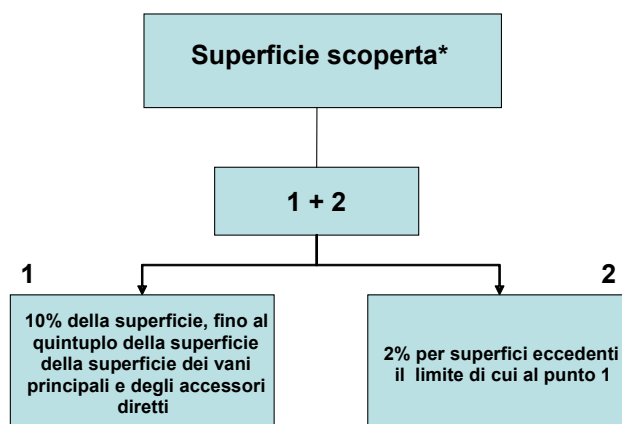 Superficie scoperta*
1 + 2
1
2
10% della superficie, fino al
quintuplo della superficie
della superficie dei vani
principali e degli accessori
diretti
2% per superfici eccedenti
il limite di cui al punto 1